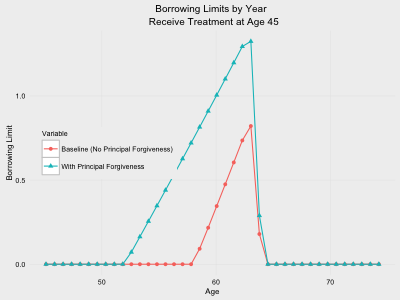 Borrowing Limits by Year
Receive Treatment at Age 45
Borrowing Limit
1.0
0.5
0.0
Variable
Baseline (No Principal Forgiveness)
With Principal Forgiveness
50
60
70
Age